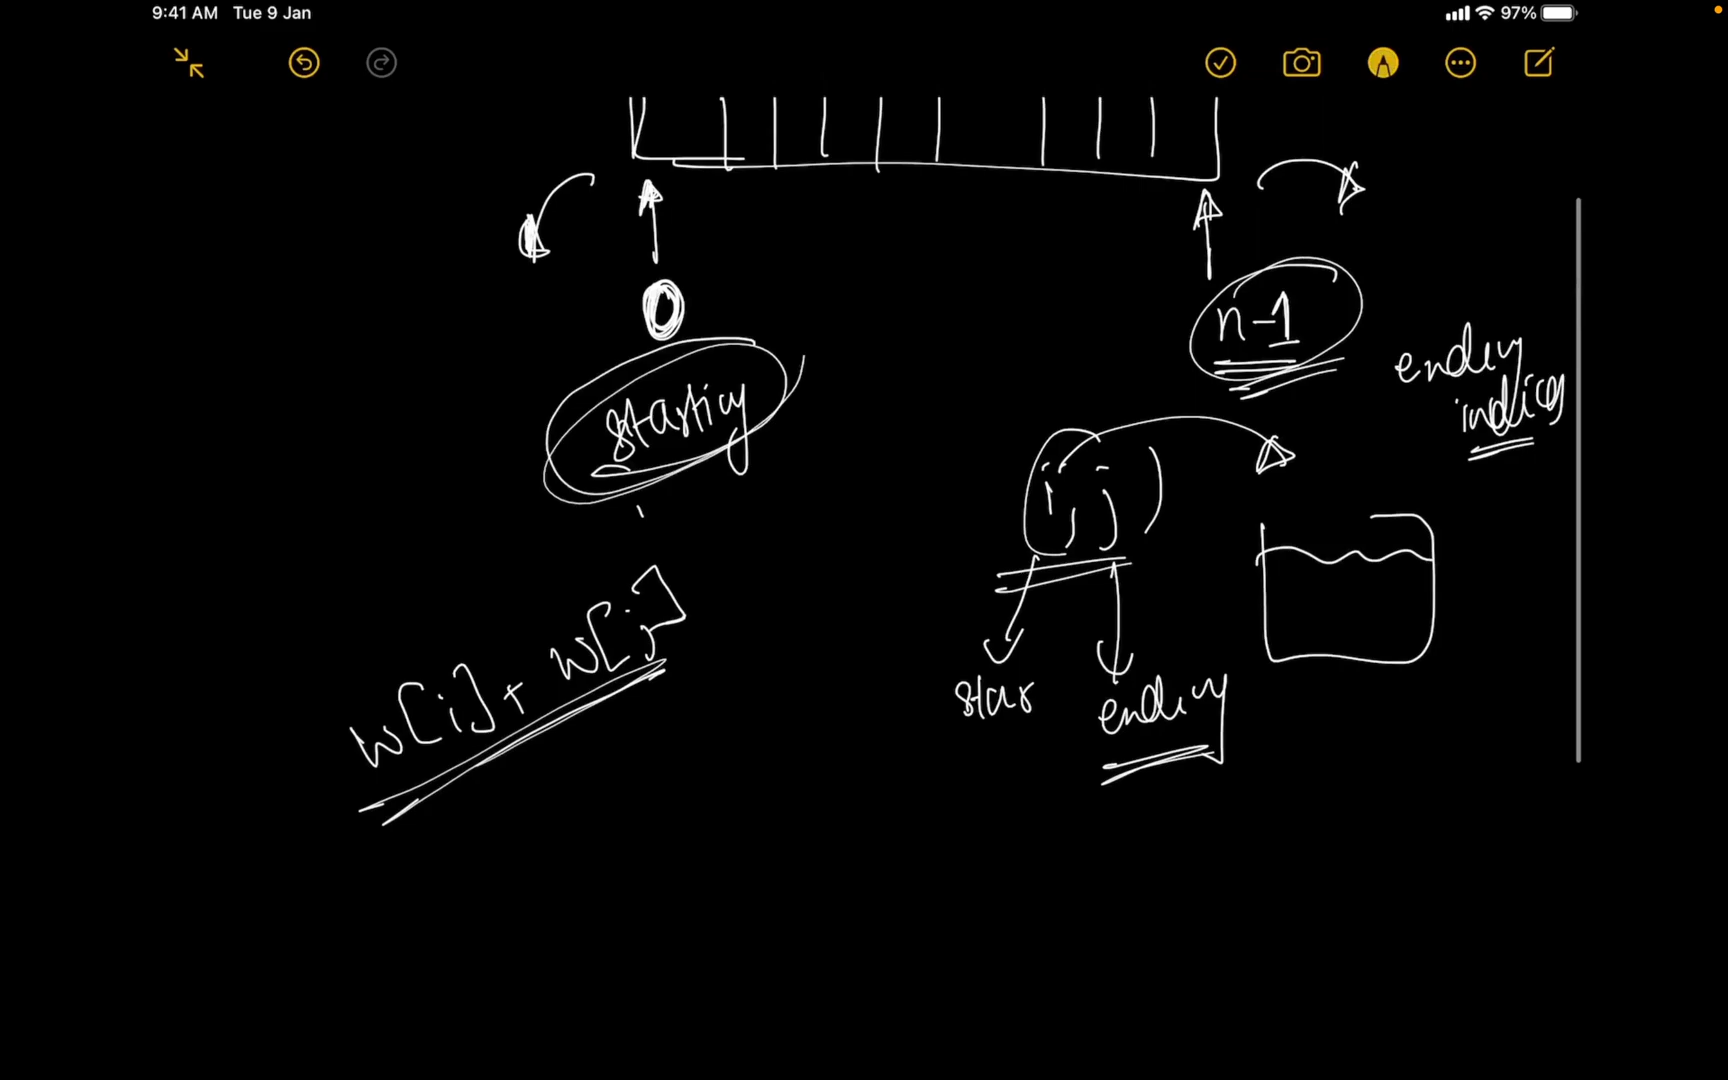 9:41 AM Tue 9 Jan 97%
0
n-1
starting
ending
indices
(i, j)
w[i] + w[j]
star
ending